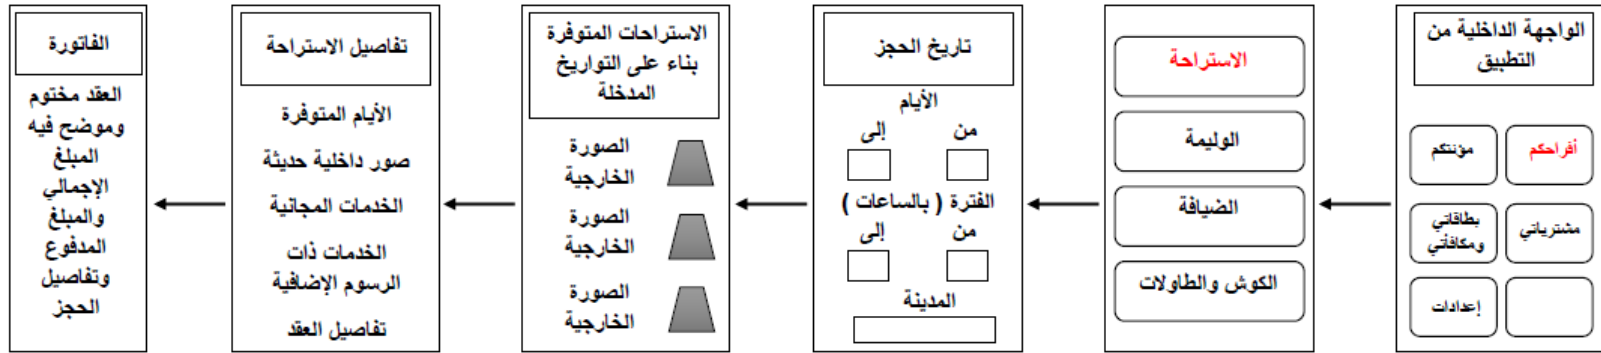 الواجهة الداخلية من
التطبيق
أفراحكم
مؤنتكم
مشترياتي
بطاقاتي
ومكافأتي
إعدادات
الاستراحة
الوليمة
الضيافة
الكوش والطاولات
تاريخ الحجز
الأيام
من
إلى
الفترة ( بالساعات )
من
إلى
المدينة
الاستراحات المتوفرة
بناء على التواريخ
المدخلة
الصورة
الخارجية
الصورة
الخارجية
الصورة
الخارجية
تفاصيل الاستراحة
الأيام المتوفرة
صور داخلية حديثة
الخدمات المجانية
الخدمات ذات
الرسوم الإضافية
تفاصيل العقد
الفاتورة
العقد مختوم
وموضح فيه
المبلغ
الإجمالي
والمبلغ
المدفوع
وتفاصيل
الحجز